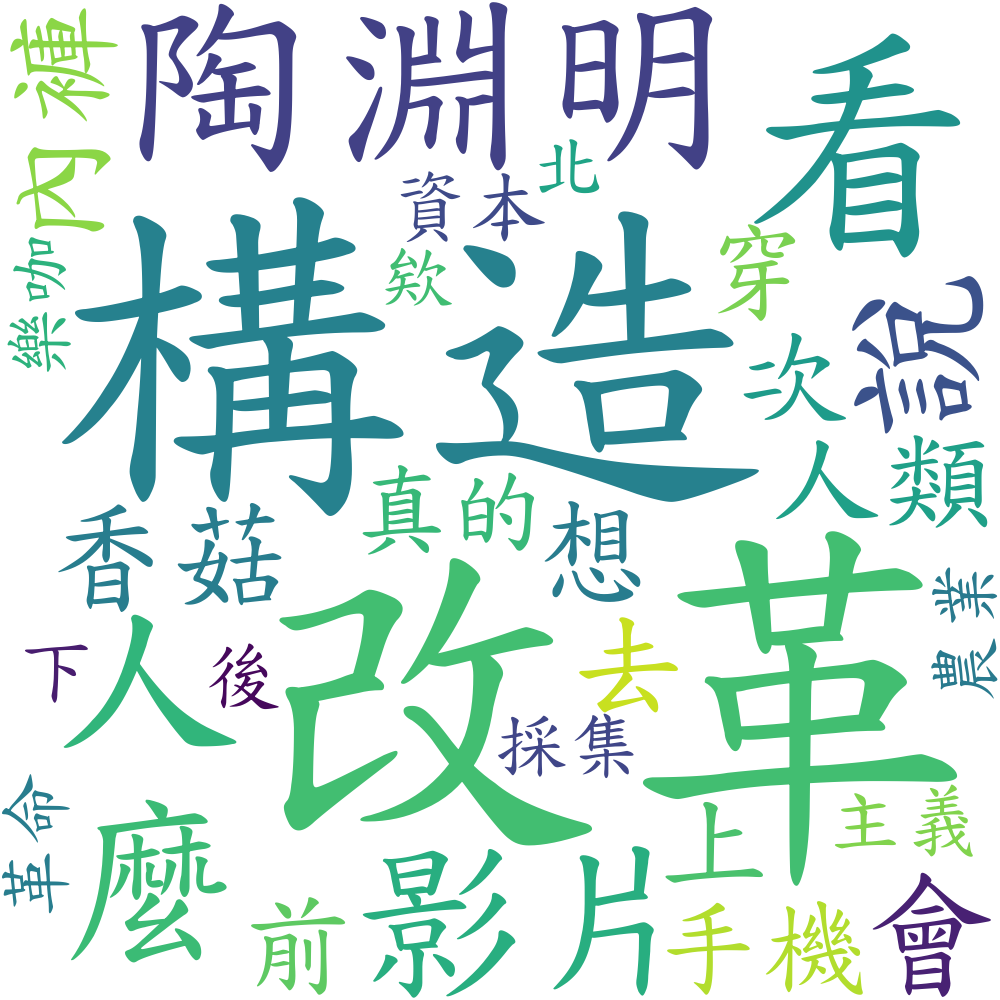 陶淵明
看
內褲
北
資本
欸
穿
咖樂
構造
說
次
人類
真的
想
香菇
農業
人
下
後
改革
去
採集
革命
麼
影片
上
主義
前
手機
會